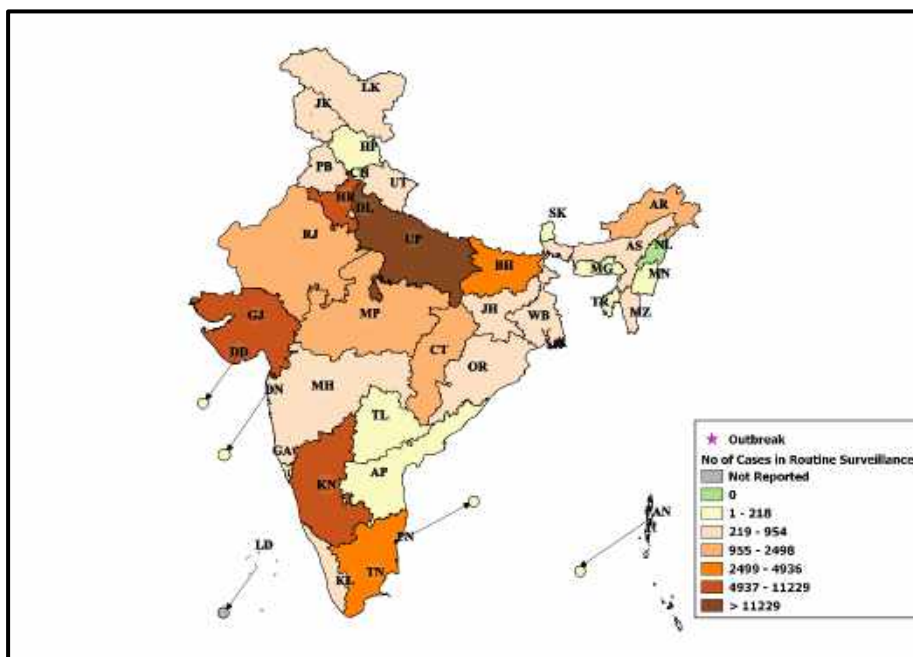 LK
JK
HP
PB
CH
UT
HR
DL
SK
AR
RJ
UP
AS
NL
BH
MG
MN
TR
GJ
MP
JH
WB
MZ
CT
DD
OR
DN
MH
TL
GA
AP
KN
AN
PN
LD
TN
KL
Outbreak
No of Cases in Routine Surveillance
Not Reported
0
1 - 218
219 - 954
955 - 2498
2499 - 4936
4937 - 11229
> 11229